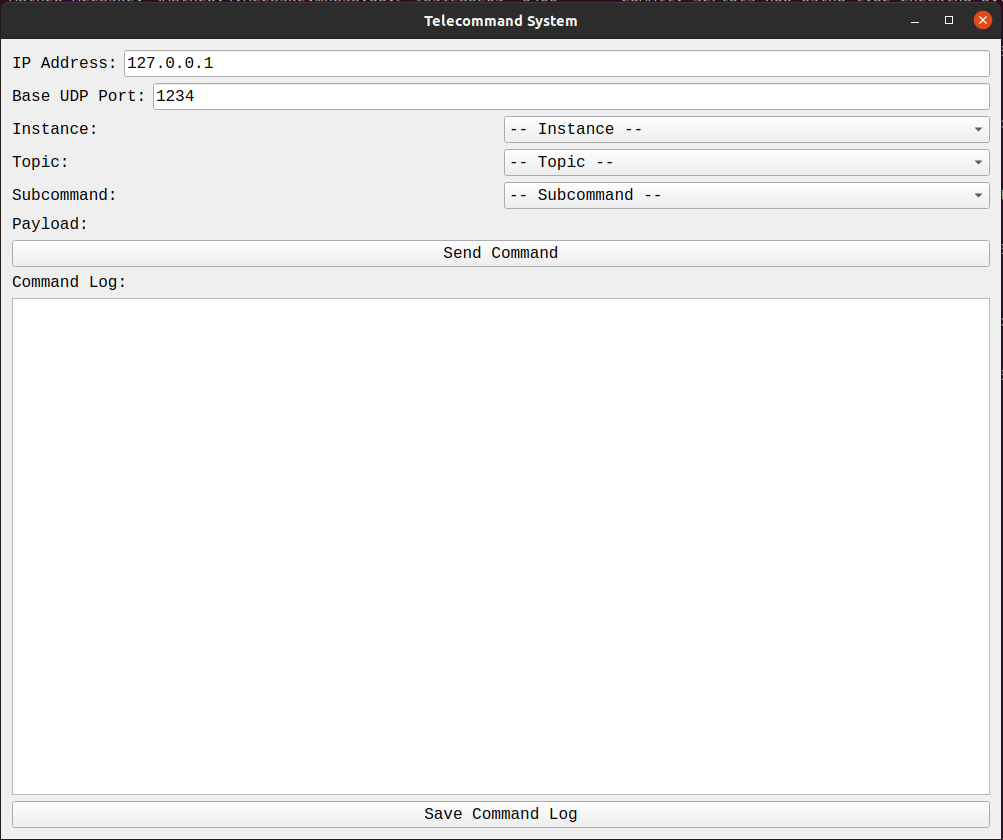 Telecommand System
IP Address: 127.0.0.1
Base UDP Port: 1234
Instance: -- Instance --
Topic: -- Topic --
Subcommand: -- Subcommand --
Payload:
Send Command
Command Log:
Save Command Log